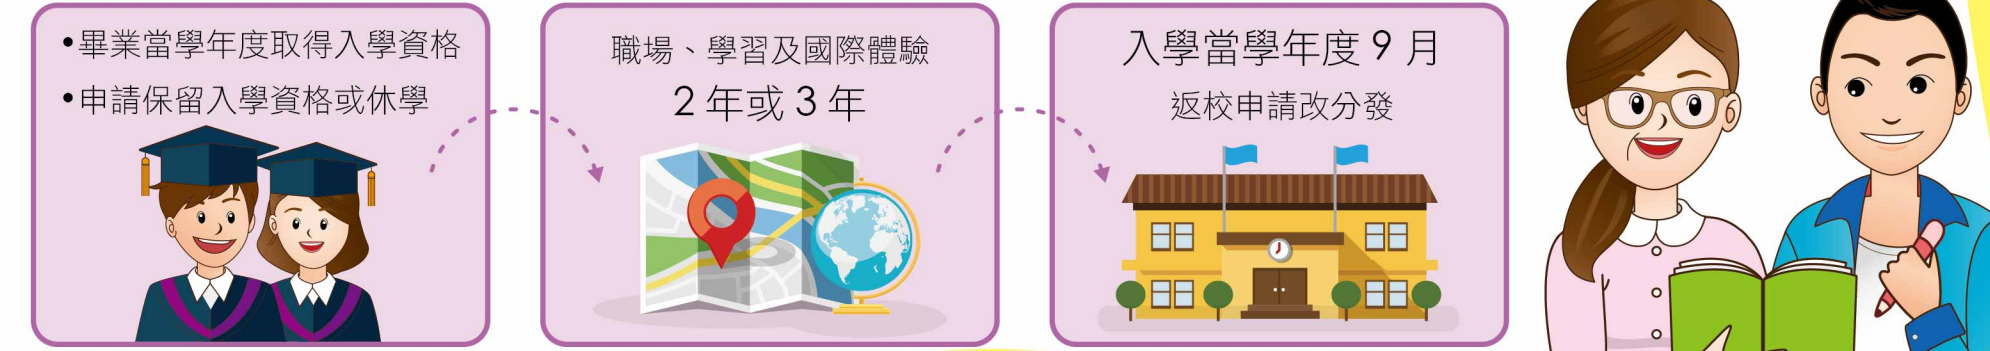 •畢業當學年度取得入學資格
•申請保留入學資格或休學
職場、學習及國際體驗
2 年或 3 年
入學當學年度 9 月
返校申請改分發